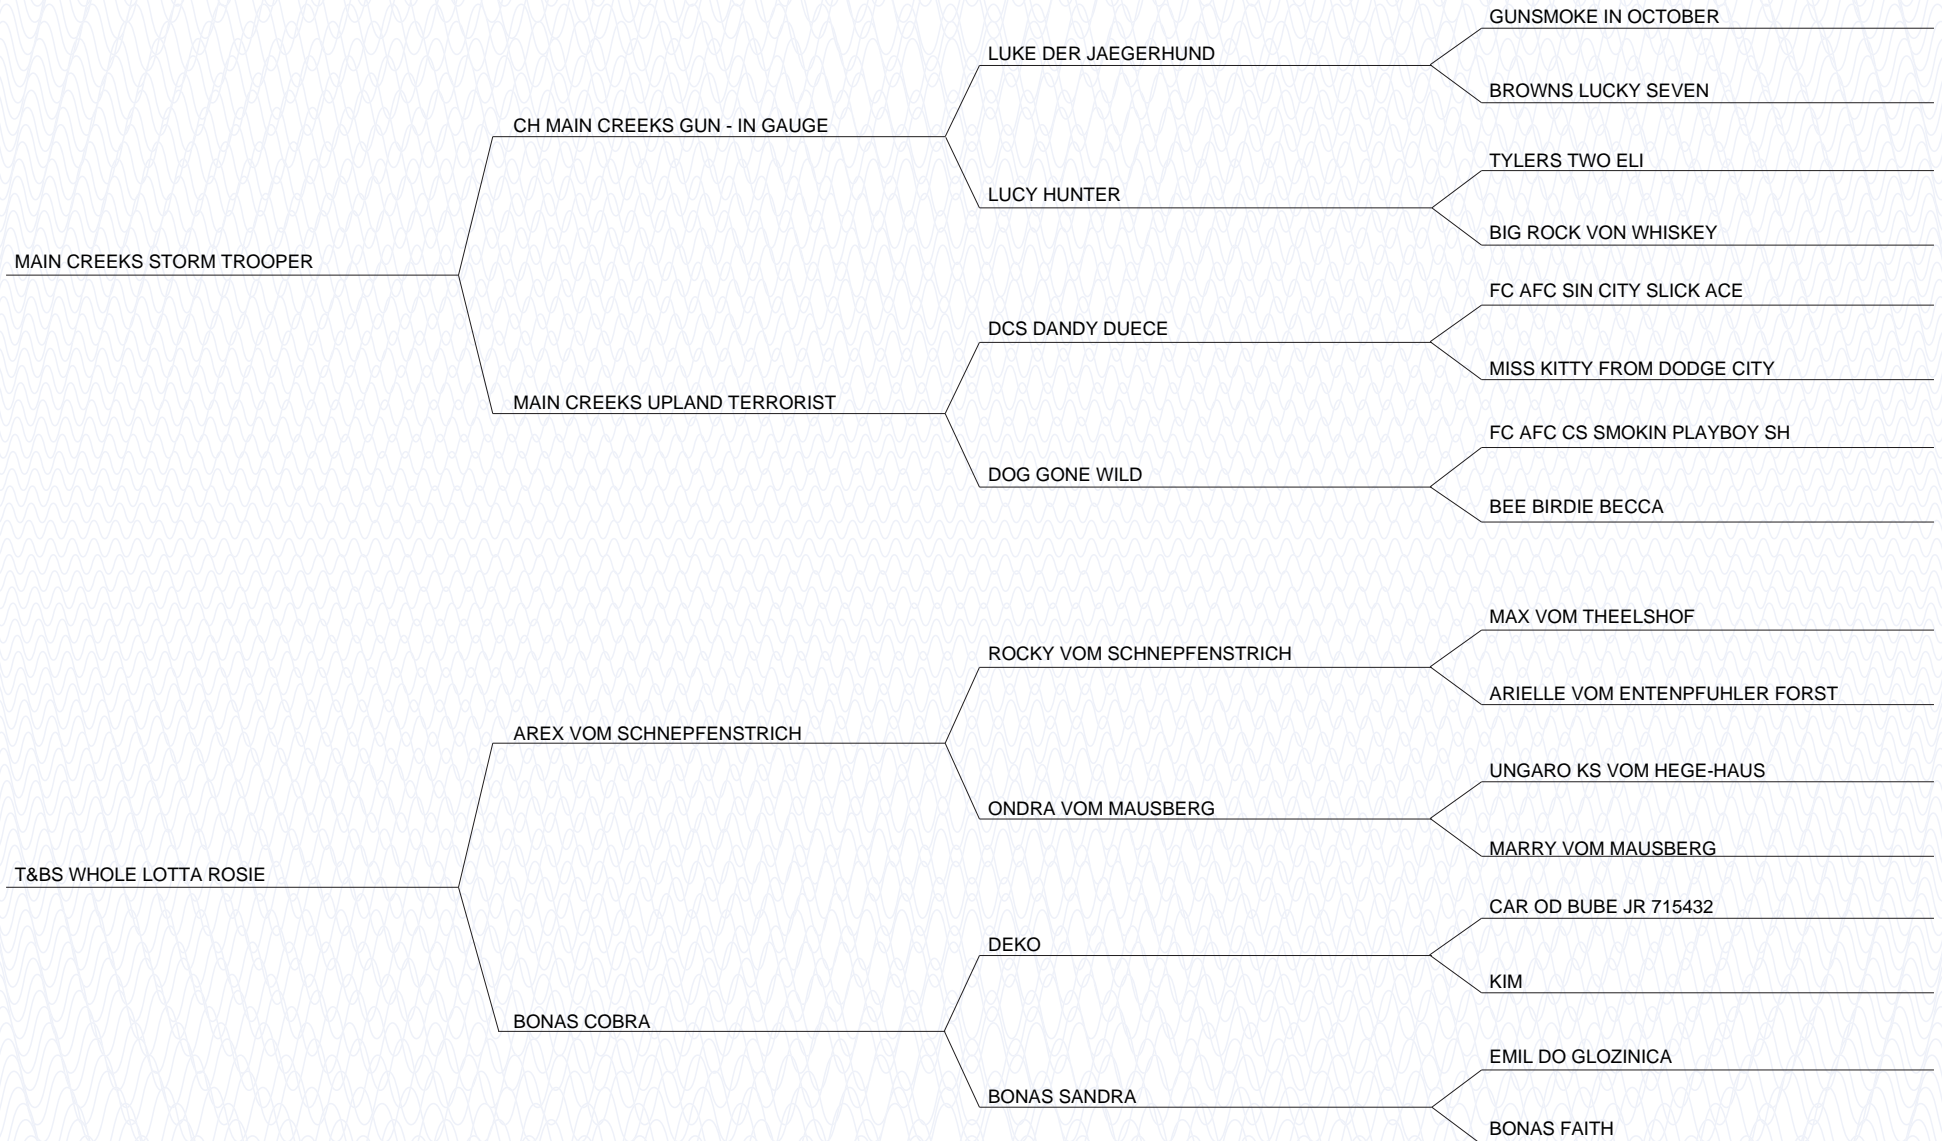 GUNSMOKE IN OCTOBER
LUKE DER JAEGERHUND
BROWNS LUCKY SEVEN
CH MAIN CREEKS GUN - IN GAUGE
TYLERS TWO ELI
LUCY HUNTER
BIG ROCK VON WHISKEY
MAIN CREEKS STORM TROOPER
FC AFC SIN CITY SLICK ACE
DCS DANDY DUECE
MISS KITTY FROM DODGE CITY
MAIN CREEKS UPLAND TERRORIST
FC AFC CS SMOKIN PLAYBOY SH
DOG GONE WILD
BEE BIRDIE BECCA
MAX VOM THEELSHOF
ROCKY VOM SCHNEPFENSTRICH
ARIELLE VOM ENTENPFUHLER FORST
AREX VOM SCHNEPFENSTRICH
UNGARO KS VOM HEGE-HAUS
ONDRA VOM MAUSBERG
MARRY VOM MAUSBERG
T&BS WHOLE LOTTA ROSIE
CAR OD BUBE JR 715432
DEKO
KIM
BONAS COBRA
EMIL DO GLOZINICA
BONAS SANDRA
BONAS FAITH